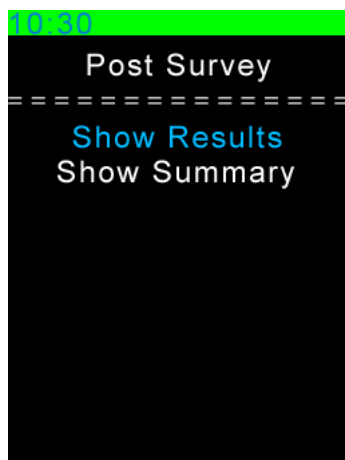 10:30
Post Survey
===============
Show Results
Show Summary